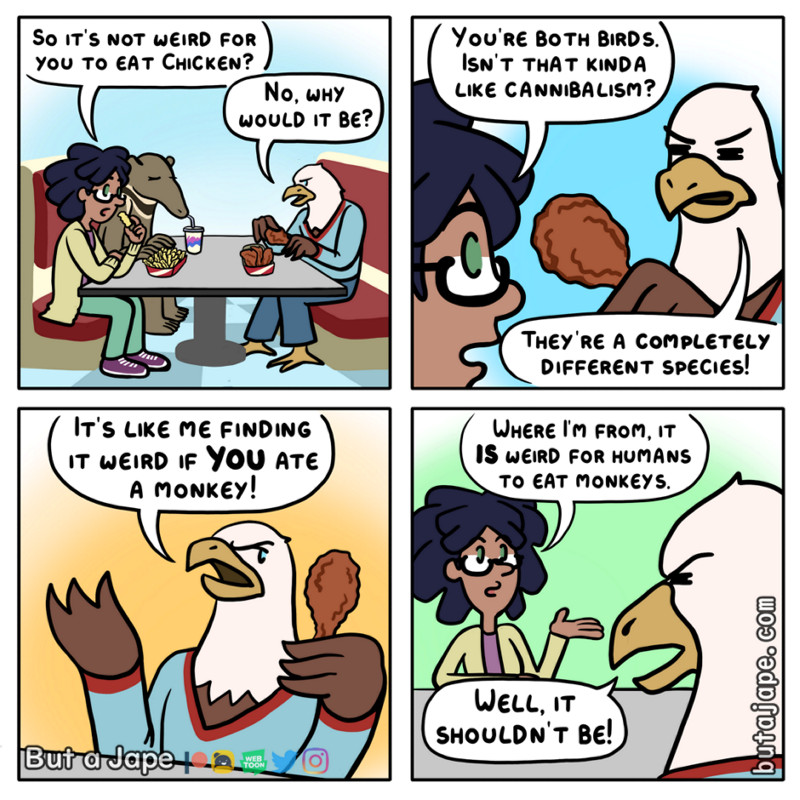 So it's not weird for
you to eat Chicken?
No, why
would it be?
You're both birds.
Isn't that kinda
like cannibalism?
They're a completely
different species!
It's like me finding
it weird if YOU ate
a monkey!
Where I'm from, it
IS weird for humans
to eat monkeys.
Well, it
shouldn't be!
But a Jape
WEB
TOON
butajape.com